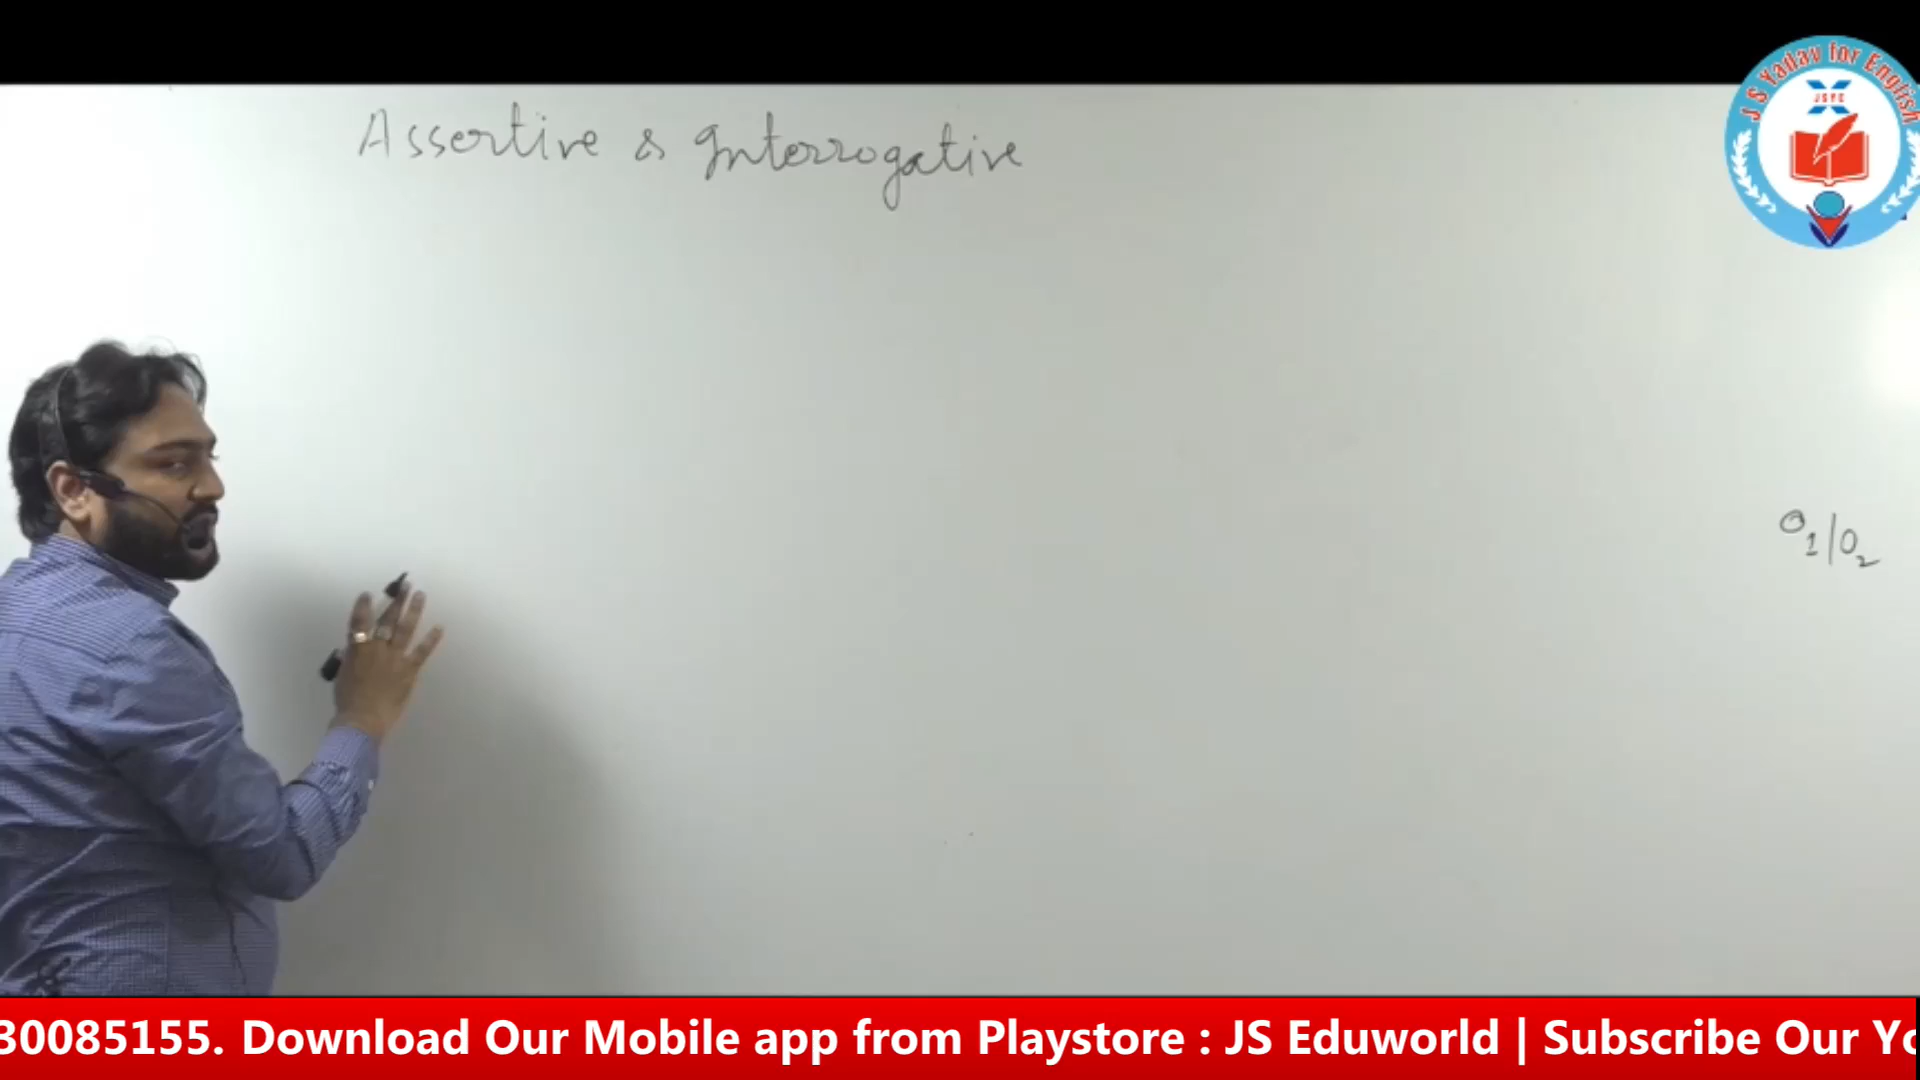 Assertive & Interrogative
J S Yadav for English
JSYE
O1/O2
30085155. Download Our Mobile app from Playstore : JS Eduworld | Subscribe Our Yo